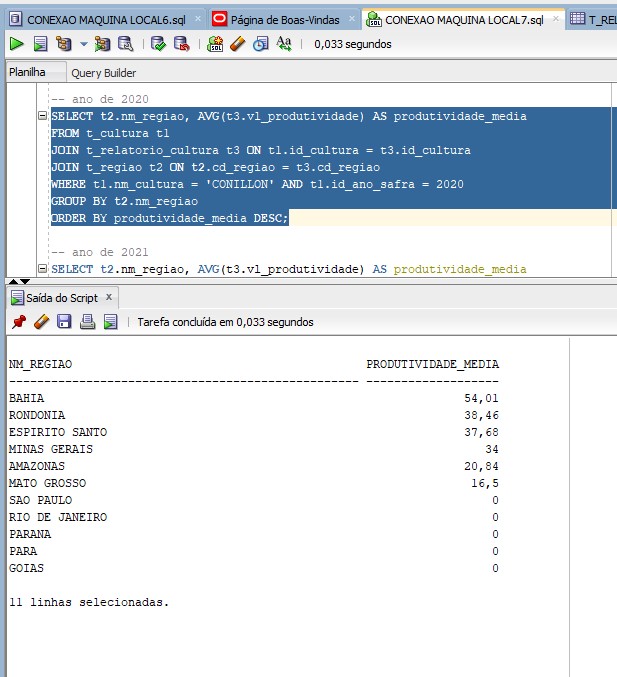 CONEXAO MAQUINA LOCAL6.sql
Página de Boas-Vindas
CONEXAO MAQUINA LOCAL7.sql
T_REL
0,033 segundos
Planilha
Query Builder
-- ano de 2020
SELECT t2.nm_regiao, AVG(t3.vl_produtividade) AS produtividade_media
FROM t_cultura t1
JOIN t_relatorio_cultura t3 ON t1.id_cultura = t3.id_cultura
JOIN t_regiao t2 ON t2.cd_regiao = t3.cd_regiao
WHERE t1.nm_cultura = 'CONILLON' AND t1.id_ano_safra = 2020
GROUP BY t2.nm_regiao
ORDER BY produtividade_media DESC;
-- ano de 2021
SELECT t2.nm_regiao, AVG(t3.vl_produtividade) AS produtividade_media
Saída do Script x
Tarefa concluída em 0,033 segundos
NM_REGIAO PRODUTIVIDADE_MEDIA
-------------------------------------------------- -------------------
BAHIA 54,01
RONDONIA 38,46
ESPIRITO SANTO 37,68
MINAS GERAIS 34
AMAZONAS 20,84
MATO GROSSO 16,5
SAO PAULO 0
RIO DE JANEIRO 0
PARANA 0
PARA 0
GOIAS 0
11 linhas selecionadas.